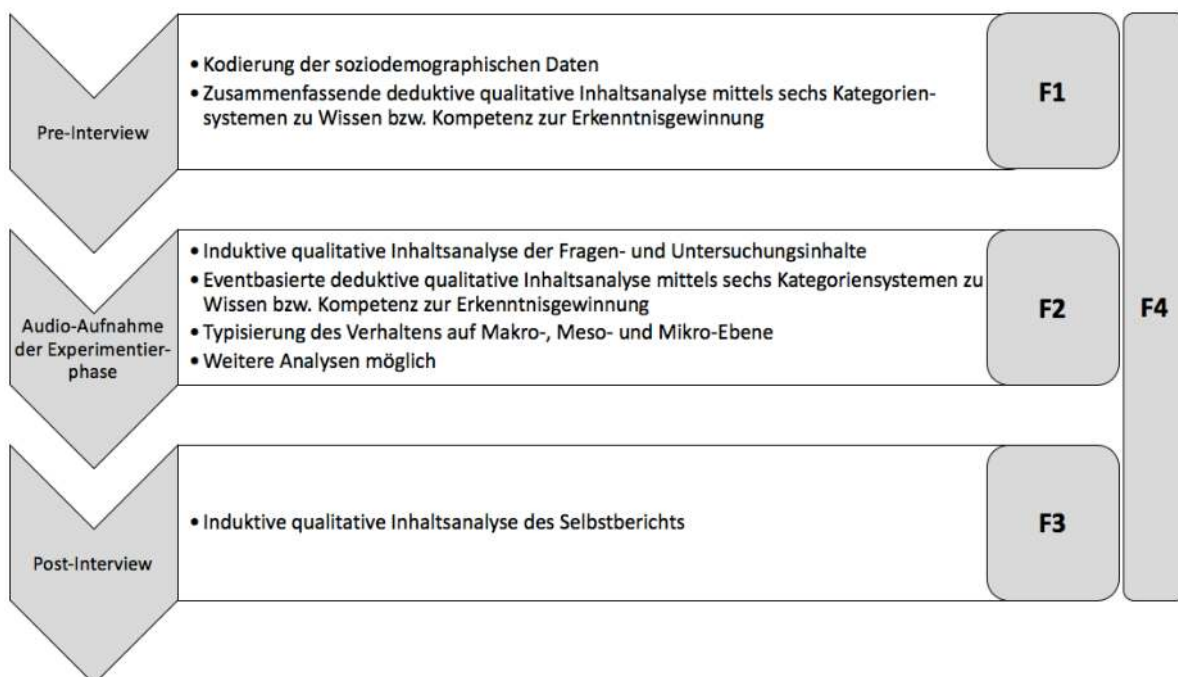 Pre-Interview
• Kodierung der soziodemographischen Daten
• Zusammenfassende deduktive qualitative Inhaltsanalyse mittels sechs Kategorien-
systemen zu Wissen bzw. Kompetenz zur Erkenntnisgewinnung
F1
Audio-Aufnahme
der Experimentier-
phase
• Induktive qualitative Inhaltsanalyse der Fragen- und Untersuchungsinhalte
• Eventbasierte deduktive qualitative Inhaltsanalyse mittels sechs Kategoriensystemen zu
Wissen bzw. Kompetenz zur Erkenntnisgewinnung
• Typisierung des Verhaltens auf Makro-, Meso- und Mikro-Ebene
• Weitere Analysen möglich
F2
F4
Post-Interview
• Induktive qualitative Inhaltsanalyse des Selbstberichts
F3